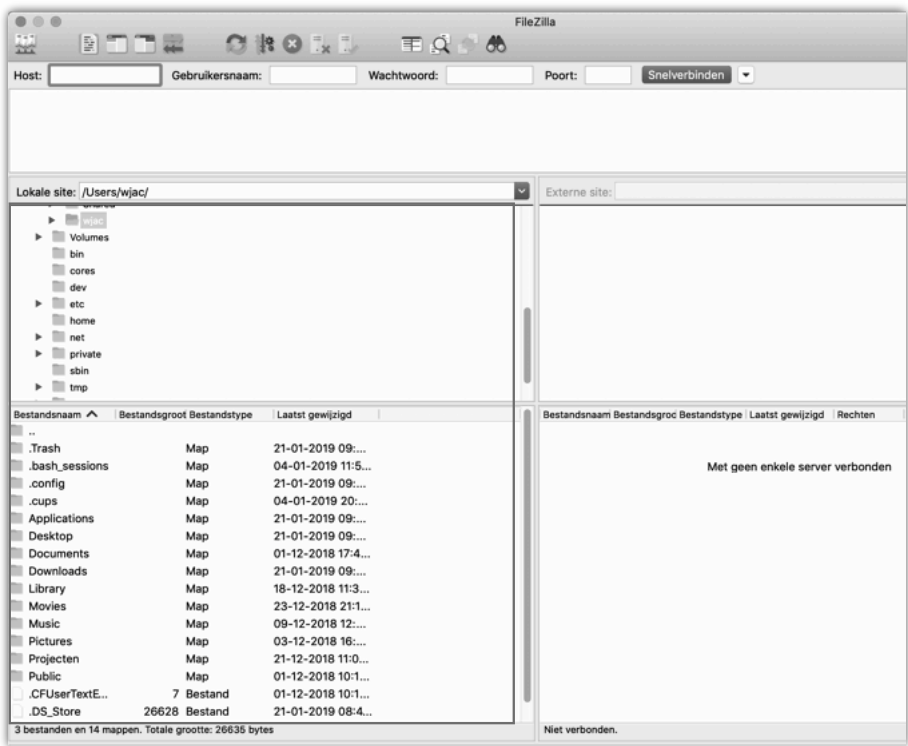 FileZilla
Host: Gebruikersnaam: Wachtwoord: Poort: Snelverbinden
Lokale site: /Users/wjac/
Externe site:
wjac
Volumes
bin
cores
dev
etc
home
net
private
sbin
tmp
Bestandsnaam Bestandsgroot Bestandstype Laatst gewijzigd
..
.Trash Map 21-01-2019 09:...
.bash_sessions Map 04-01-2019 11:5...
.config Map 21-01-2019 09:...
.cups Map 04-01-2019 20:...
Applications Map 21-01-2019 09:...
Desktop Map 21-01-2019 09:...
Documents Map 01-12-2018 17:4...
Downloads Map 21-01-2019 09:...
Library Map 18-12-2018 11:3...
Movies Map 23-12-2018 21:1...
Music Map 09-12-2018 12:...
Pictures Map 03-12-2018 16:...
Projecten Map 21-12-2018 11:0...
Public Map 01-12-2018 10:1...
.CFUserTextE... 7 Bestand 01-12-2018 10:1...
.DS_Store 26628 Bestand 21-01-2019 08:4...
3 bestanden en 14 mappen. Totale grootte: 26635 bytes
Bestandsnaam Bestandsgroo Bestandstype Laatst gewijzigd Rechten
Met geen enkele server verbonden
Niet verbonden.